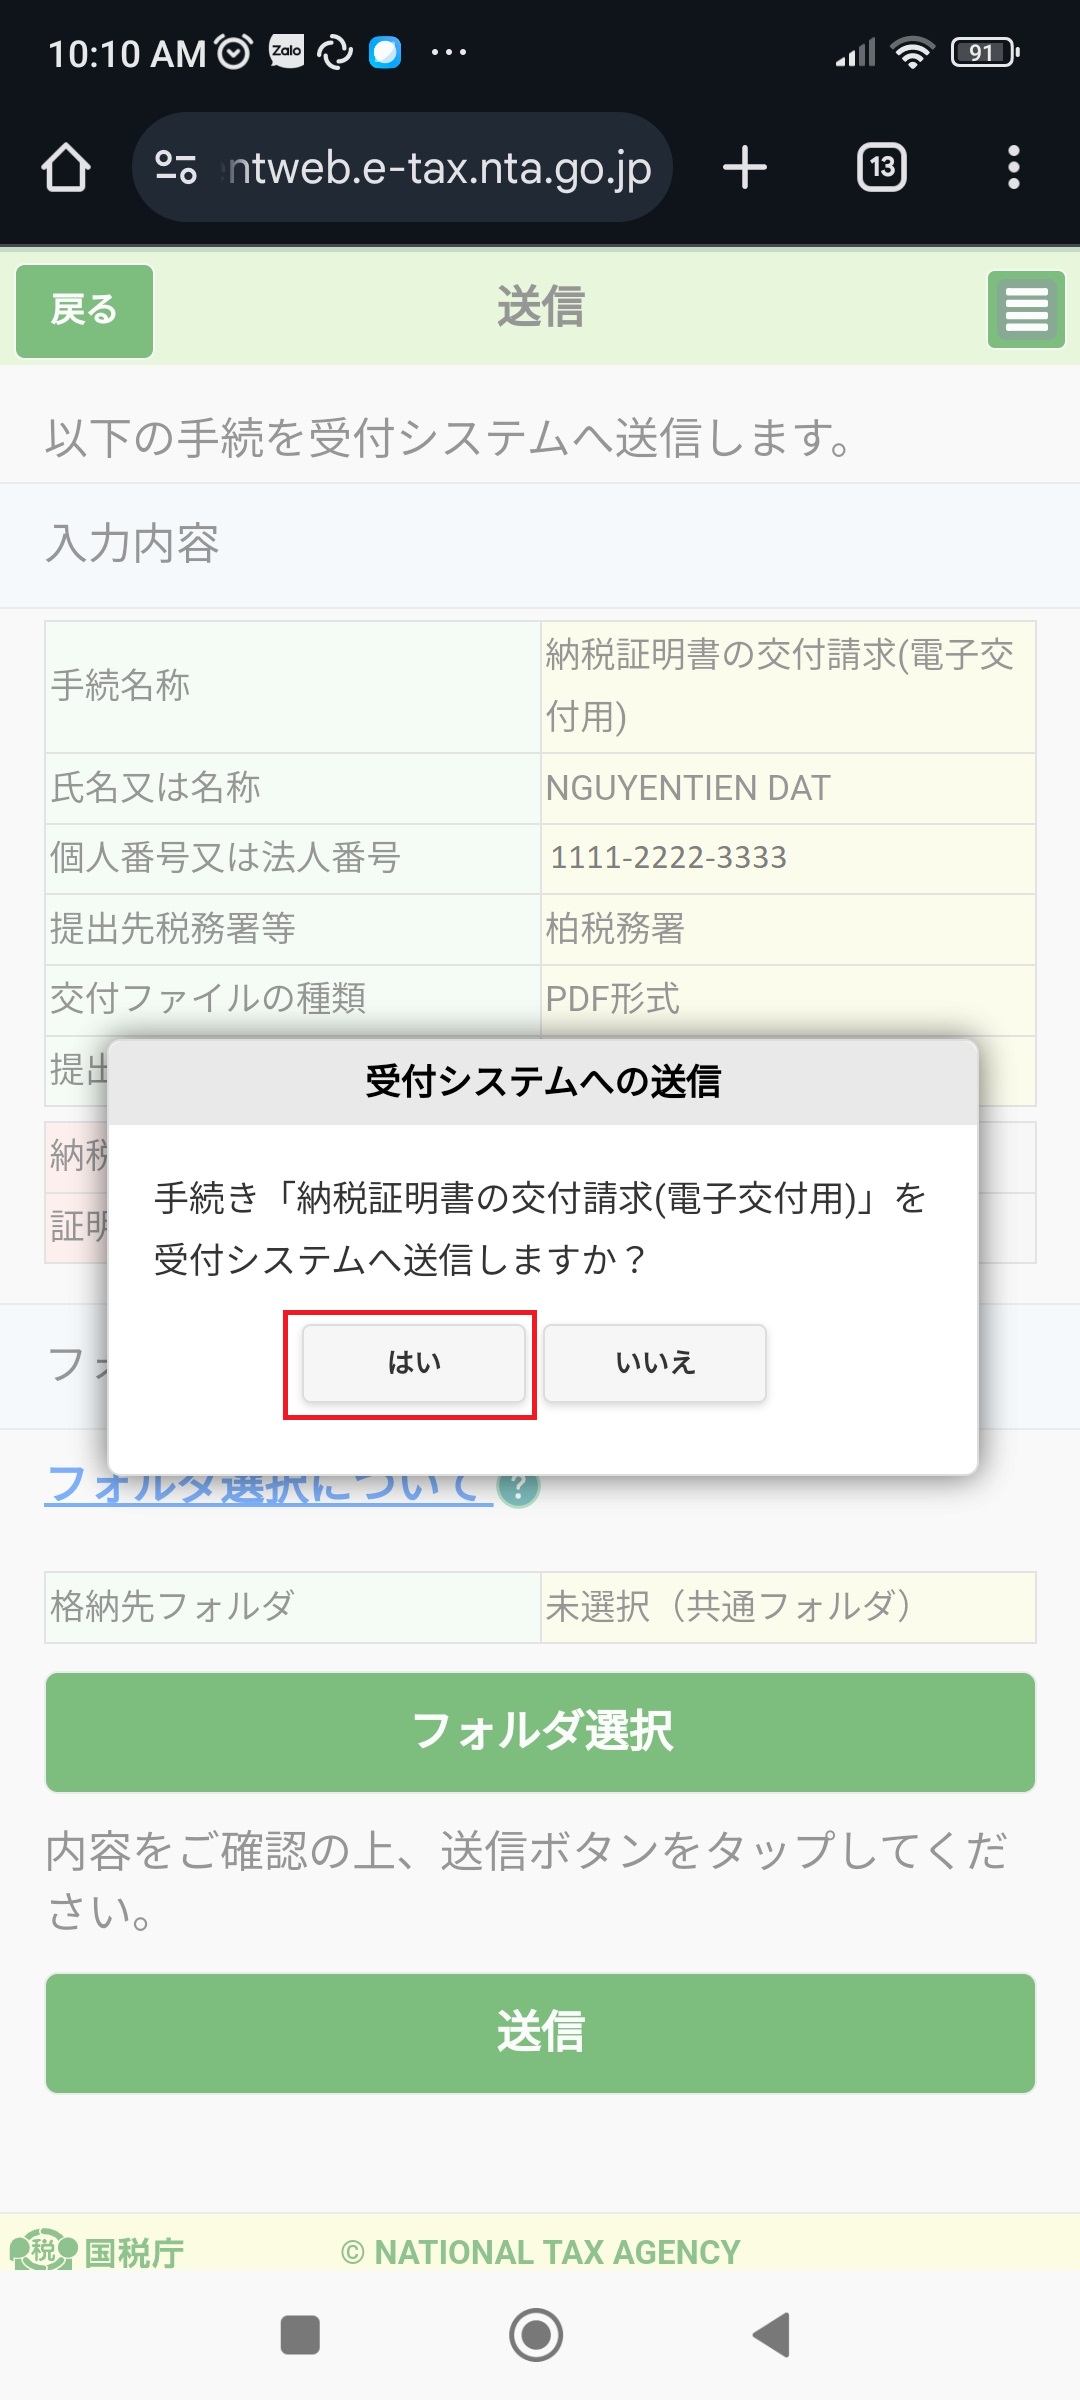 10:10 AM Zalo 91
ntweb.e-tax.nta.go.jp 13
戻る 送信
以下の手続を受付システムへ送信します。
入力内容
手続名称 納税証明書の交付請求(電子交
付用)
氏名又は名称 NGUYENTIEN DAT
個人番号又は法人番号 1111-2222-3333
提出先税務署等 柏税務署
交付ファイルの種類 PDF形式
提出
受付システムへの送信
納税
手続き「納税証明書の交付請求(電子交付用)」を
証明
受付システムへ送信しますか？
はい いいえ
フォ
フォルダ選択について ?
格納先フォルダ 未選択（共通フォルダ）
フォルダ選択
内容をご確認の上、送信ボタンをタップしてくだ
さい。
送信
税 国税庁 © NATIONAL TAX AGENCY